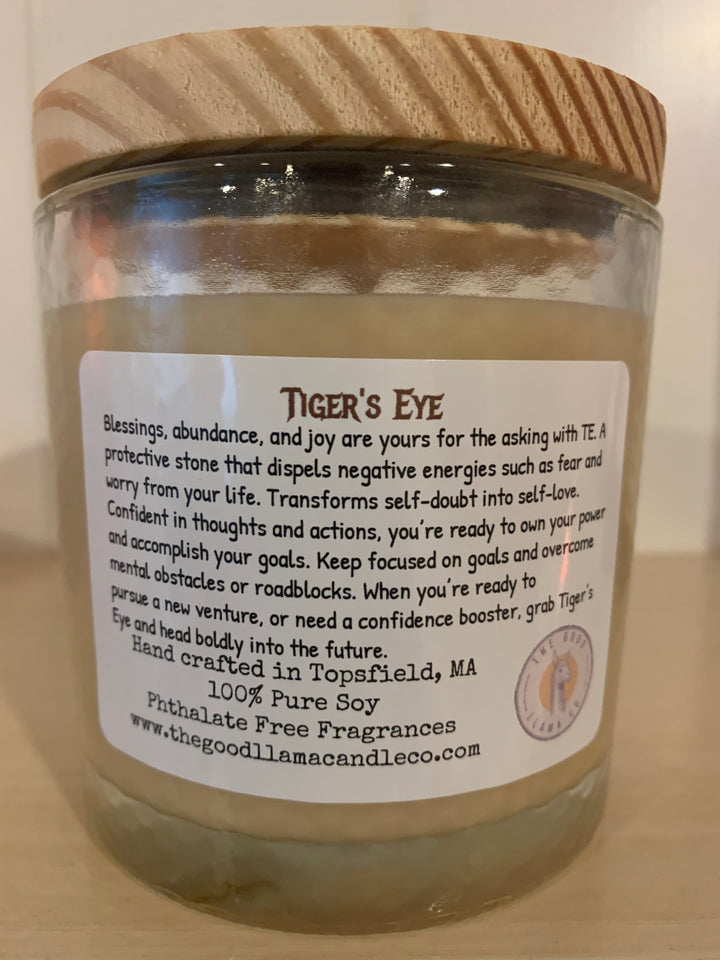 TIGER'S EYE
Blessings, abundance, and joy are yours for the asking with TE. A
protective stone that dispels negative energies such as fear and
worry from your life. Transforms self-doubt into self-love.
Confident in thoughts and actions, you're ready to own your power
and accomplish your goals. Keep focused on goals and overcome
mental obstacles or roadblocks. When you're ready to
pursue a new venture, or need a confidence booster, grab Tiger's
Eye and head boldly into the future.
Hand crafted in Topsfield, MA
100% Pure Soy
Phthalate Free Fragrances
www.thegoodllamacandleco.com
THE GOOD
LLAMA CO.